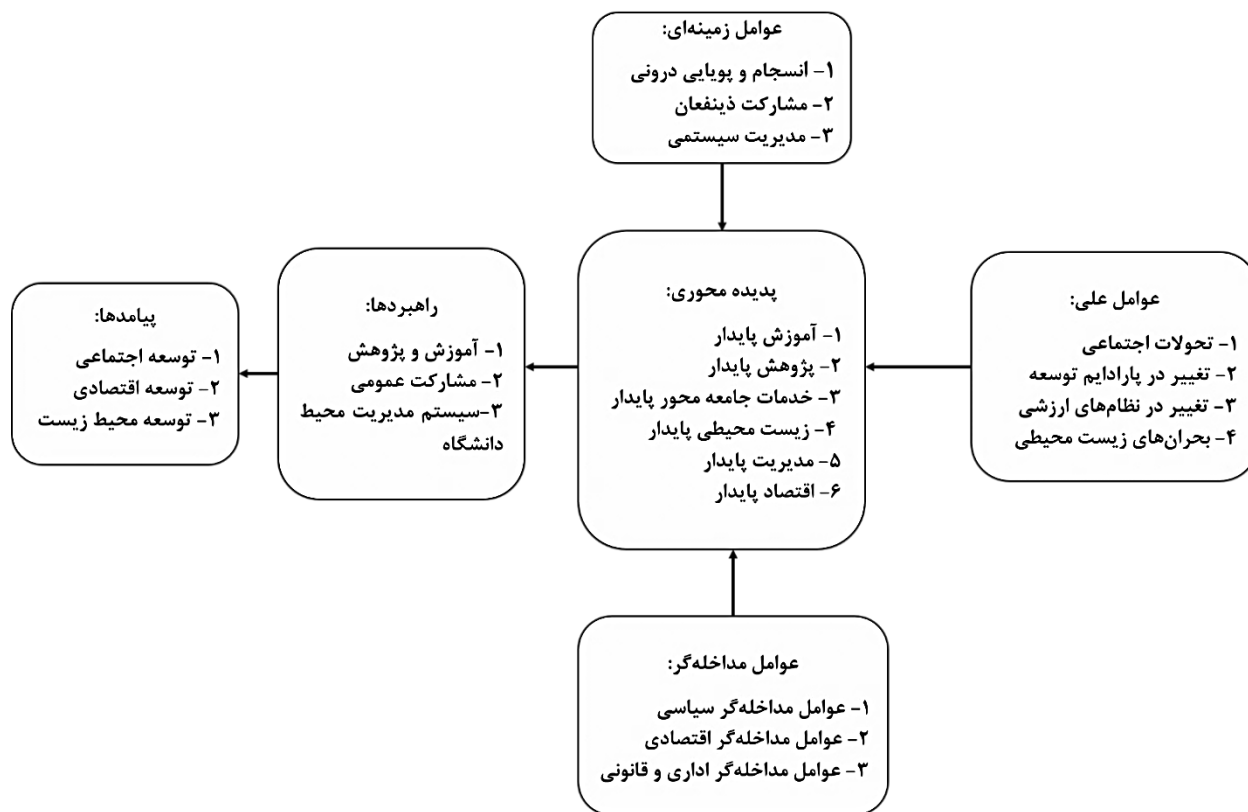 عوامل زمینه‌ای:
۱- انسجام و پویایی درونی
۲- مشارکت ذینفعان
۳- مدیریت سیستمی
عوامل علی:
۱- تحولات اجتماعی
۲- تغییر در پارادایم توسعه
۳- تغییر در نظام‌های ارزشی
۴- بحران‌های زیست محیطی
پدیده محوری:
۱- آموزش پایدار
۲- پژوهش پایدار
۳- خدمات جامعه محور پایدار
۴- زیست محیطی پایدار
۵- مدیریت پایدار
۶- اقتصاد پایدار
راهبردها:
۱- آموزش و پژوهش
۲- مشارکت عمومی
۳-سیستم مدیریت محیط
دانشگاه
پیامدها:
۱- توسعه اجتماعی
۲- توسعه اقتصادی
۳- توسعه محیط زیست
عوامل مداخله‌گر:
۱- عوامل مداخله‌گر سیاسی
۲- عوامل مداخله‌گر اقتصادی
۳- عوامل مداخله‌گر اداری و قانونی